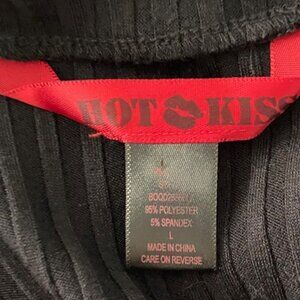 HOT KISS
95% POLYESTER
5% SPANDEX
L
MADE IN CHINA
CARE ON REVERSE